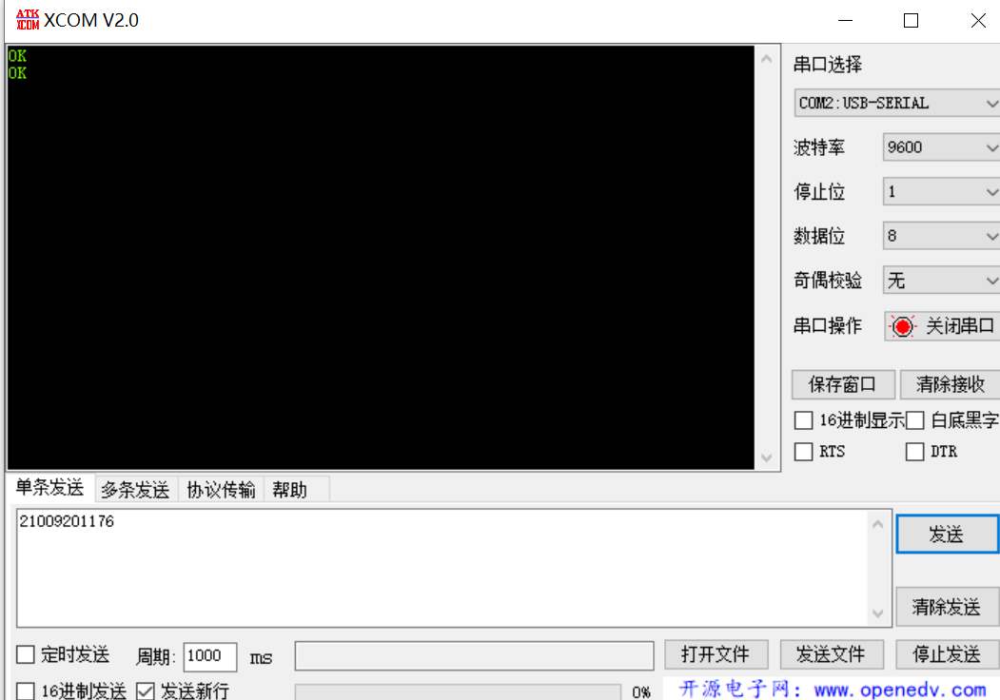 ATK XCOM XCOM V2.0
OK
OK
串口选择
COM2:USB-SERIAL
波特率 9600
停止位 1
数据位 8
奇偶校验 无
串口操作 关闭串口
保存窗口 清除接收
16进制显示 白底黑字
RTS DTR
单条发送 多条发送 协议传输 帮助
21009201176
发送
清除发送
定时发送 周期: 1000 ms 打开文件 发送文件 停止发送
16进制发送 发送新行 0% 开源电子网：www.openedv.com